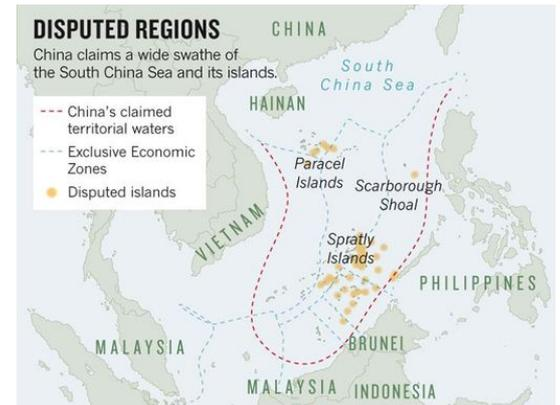 DISPUTED REGIONS
China claims a wide swathe of
the South China Sea and its islands.
China's claimed
territorial waters
Exclusive Economic
Zones
Disputed islands
CHINA
South
China Sea
HAINAN
Paracel
Islands
Scarborough
Shoal
VIETNAM
Spratly
Islands
PHILIPPINES
MALAYSIA
BRUNEI
MALAYSIA
INDONESIA